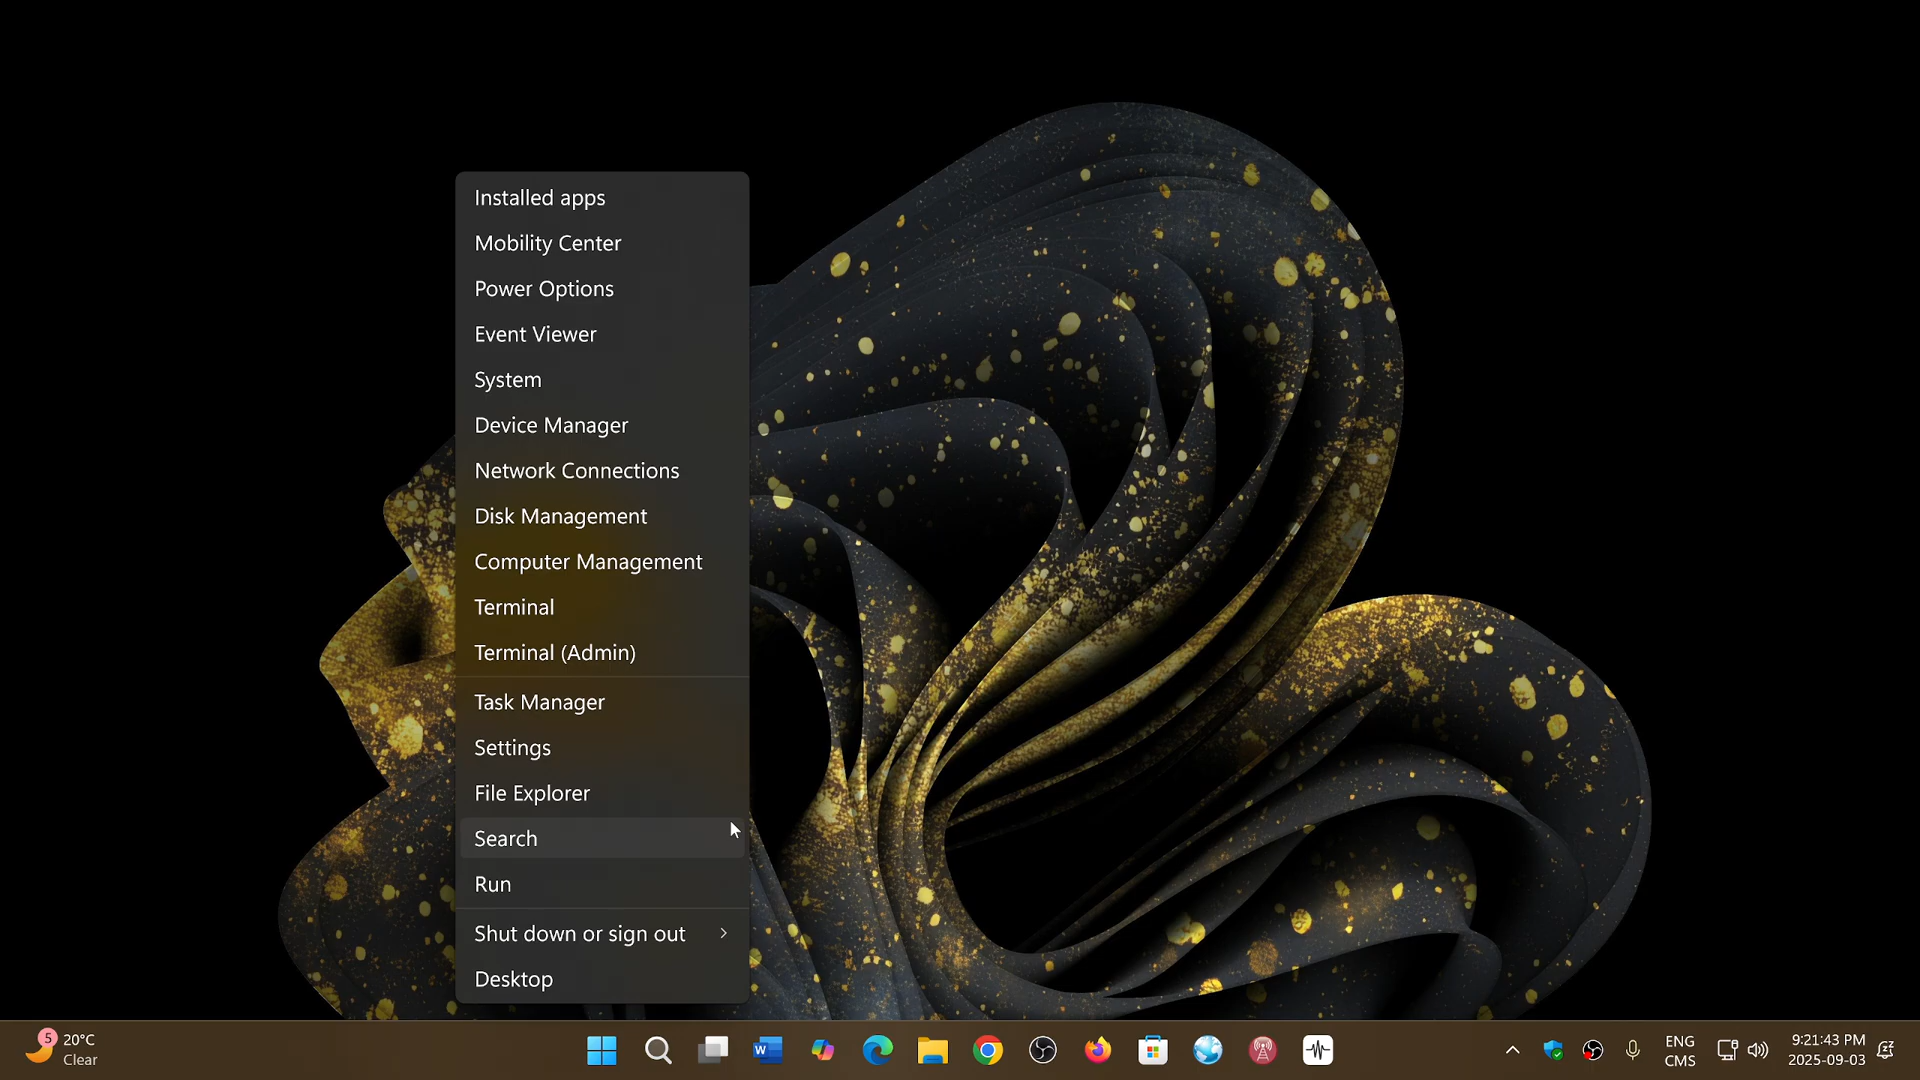 Installed apps
Mobility Center
Power Options
Event Viewer
System
Device Manager
Network Connections
Disk Management
Computer Management
Terminal
Terminal (Admin)
Task Manager
Settings
File Explorer
Search
Run
Shut down or sign out
Desktop
5
20°C
Clear
W
ENG
CMS
9:21:43 PM
2025-09-03